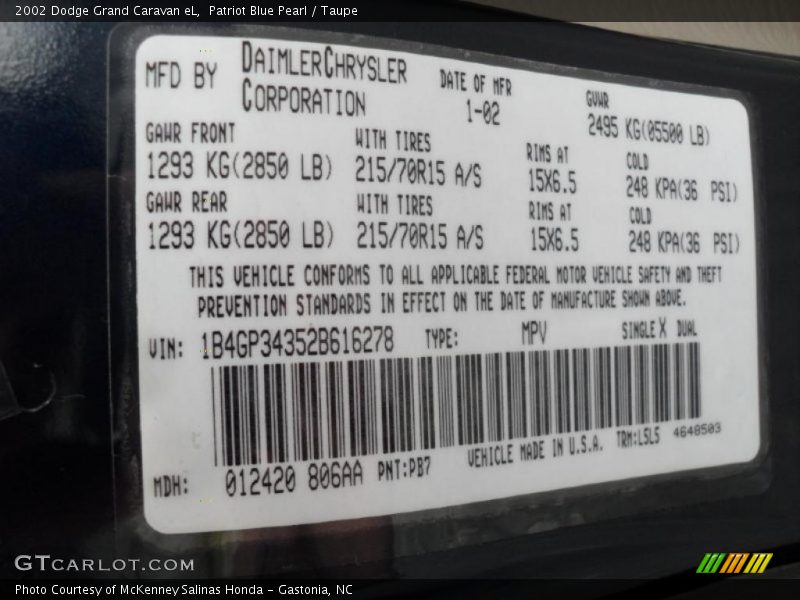 2002 Dodge Grand Caravan eL, Patriot Blue Pearl / Taupe
MFD BY DAIMLERCHRYSLER CORPORATION
DATE OF MFR 1-02
GVWR 2495 KG(05500 LB)
GAWR FRONT WITH TIRES RIMS AT COLD
1293 KG(2850 LB) 215/70R15 A/S 15X6.5 248 KPA(36 PSI)
GAWR REAR WITH TIRES RIMS AT COLD
1293 KG(2850 LB) 215/70R15 A/S 15X6.5 248 KPA(36 PSI)
THIS VEHICLE CONFORMS TO ALL APPLICABLE FEDERAL MOTOR VEHICLE SAFETY AND THEFT
PREVENTION STANDARDS IN EFFECT ON THE DATE OF MANUFACTURE SHOWN ABOVE.
VIN: 1B4GP34352B616278 TYPE: MPV SINGLE X DUAL
MDH: 012420 806AA PNT:PB7 VEHICLE MADE IN U.S.A. TRM:L5L5 4648503
GTCARLOT.COM
Photo Courtesy of McKenney Salinas Honda - Gastonia, NC